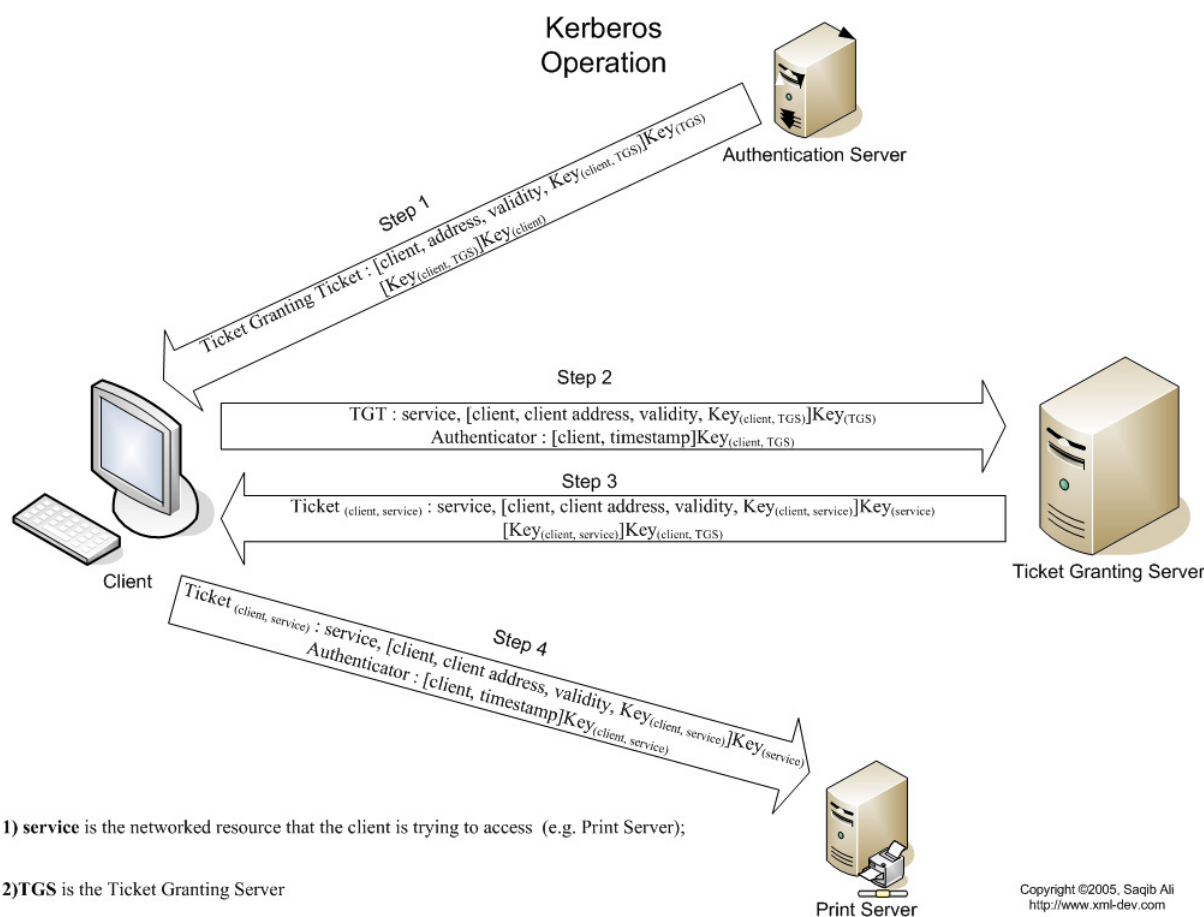 Kerberos
Operation
Authentication Server
Step 1
Ticket Granting Ticket : [client, address, validity, Key(client, TGS)]Key(TGS)
[Key(client, TGS)]Key(client)
Step 2
TGT : service, [client, client address, validity, Key(client, TGS)]Key(TGS)
Authenticator : [client, timestamp]Key(client, TGS)
Step 3
Ticket (client, service) : service, [client, client address, validity, Key(client, service)]Key(service)
[Key(client, service)]Key(client, TGS)
Client
Ticket Granting Server
Step 4
Ticket (client, service) : service, [client, client address, validity, Key(client, service)]Key(service)
Authenticator : [client, timestamp]Key(client, service)
1) service is the networked resource that the client is trying to access (e.g. Print Server);
2)TGS is the Ticket Granting Server
Print Server
Copyright ©2005, Saqib Ali
http://www.xml-dev.com